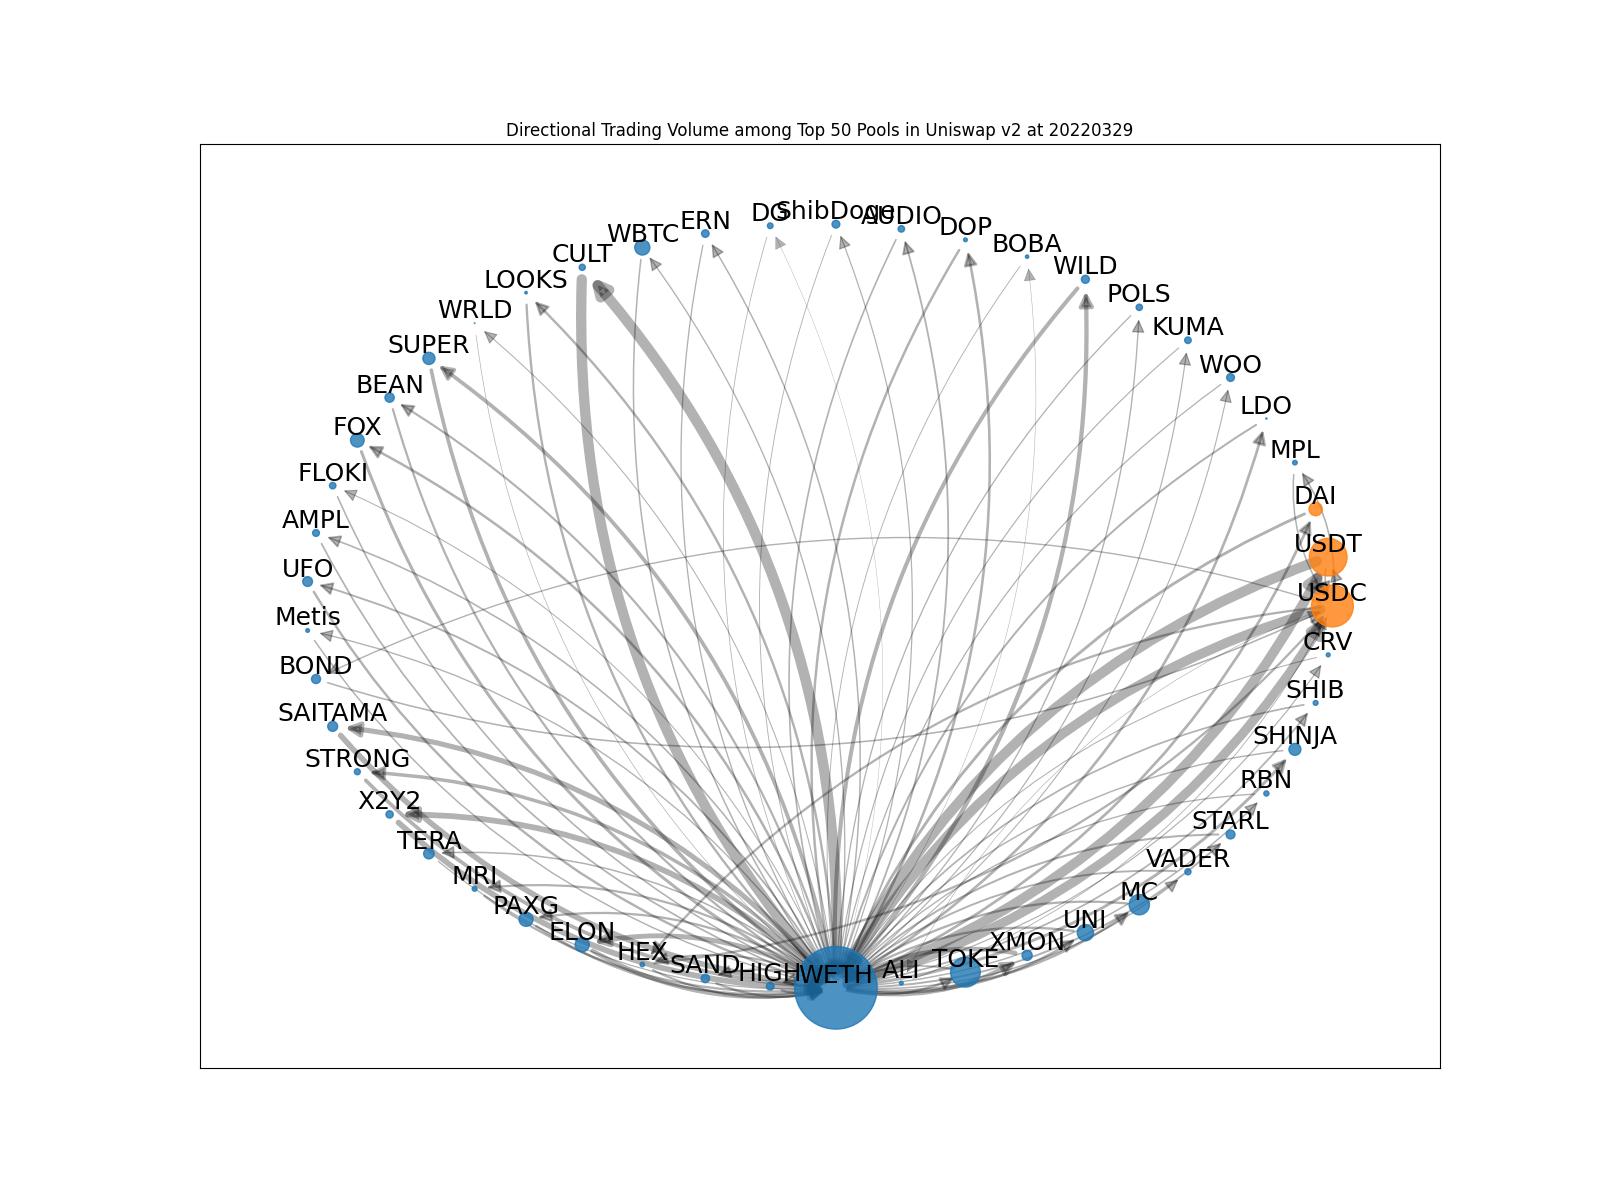 Directional Trading Volume among Top 50 Pools in Uniswap v2 at 20220329
DG
ShibDoge
AUDIO
ERN
DOP
WBTC
BOBA
CULT
WILD
LOOKS
POLS
WRLD
KUMA
SUPER
WOO
BEAN
LDO
FOX
MPL
FLOKI
DAI
AMPL
USDT
UFO
USDC
Metis
CRV
BOND
SHIB
SAITAMA
SHINJA
STRONG
RBN
X2Y2
STARL
TERA
VADER
MRI
MC
PAXG
UNI
ELON
XMON
HEX
TOKE
SAND
ALI
HIGH
WETH